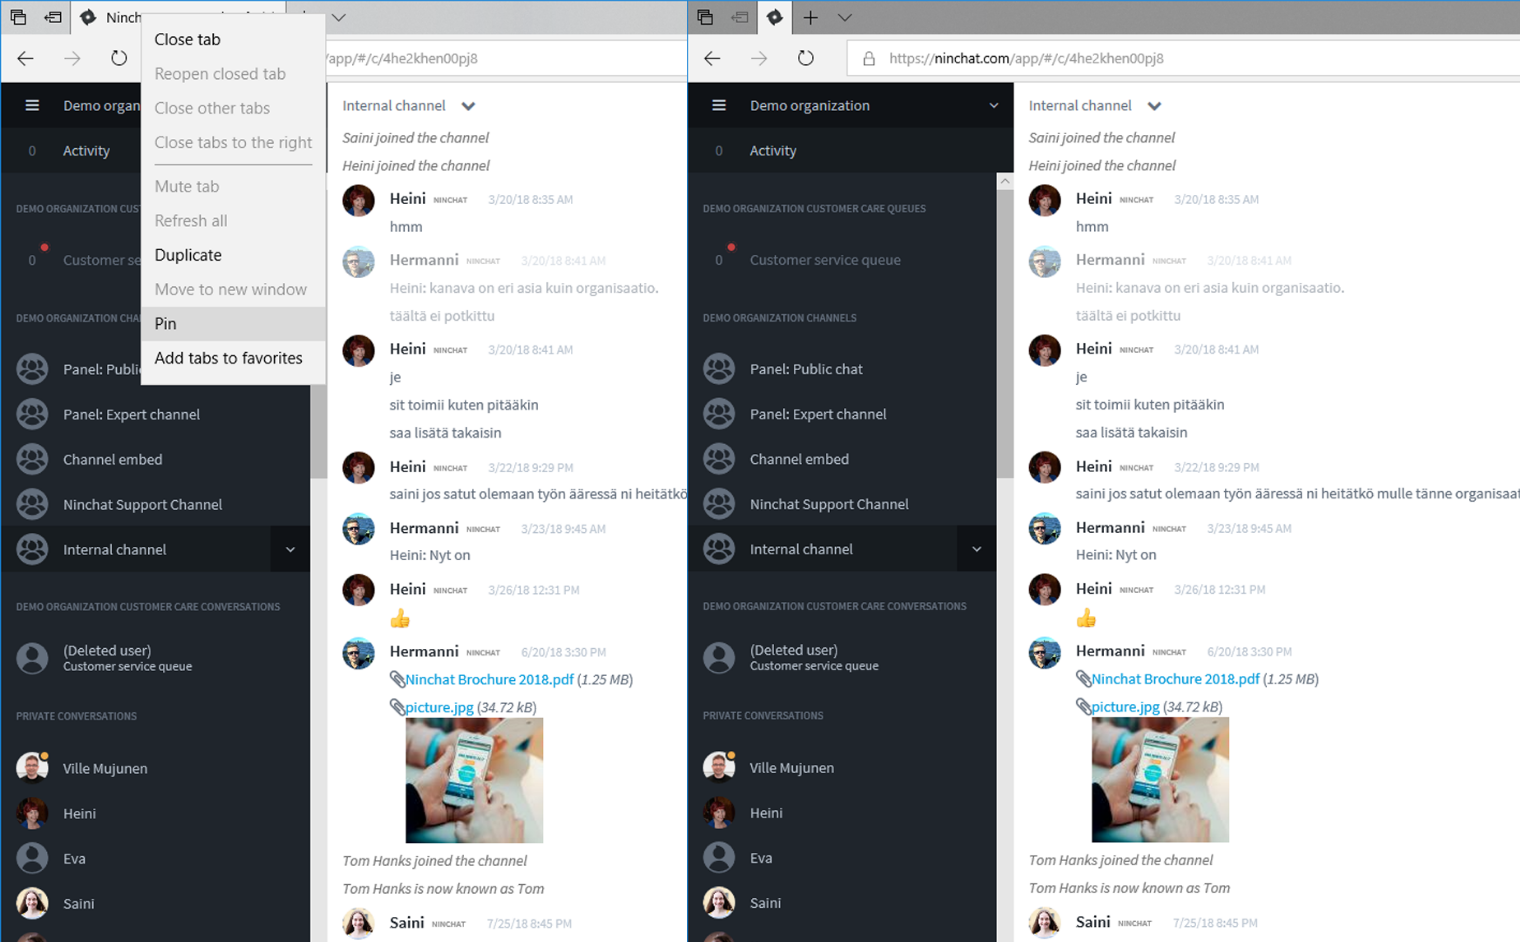 Ninch
Close tab
Reopen closed tab
Close other tabs
Close tabs to the right
Mute tab
Refresh all
Duplicate
Move to new window
Pin
Add tabs to favorites
/app/#/c/4he2khen00pj8
Demo organ
0 Activity
DEMO ORGANIZATION CUST
0 Customer se
DEMO ORGANIZATION CHA
Panel: Publi
Panel: Expert channel
Channel embed
Ninchat Support Channel
Internal channel
DEMO ORGANIZATION CUSTOMER CARE CONVERSATIONS
(Deleted user)
Customer service queue
PRIVATE CONVERSATIONS
Ville Mujunen
Heini
Eva
Saini
Internal channel
Saini joined the channel
Heini joined the channel
Heini NINCHAT 3/20/18 8:35 AM
hmm
Hermanni NINCHAT 3/20/18 8:41 AM
Heini: kanava on eri asia kuin organisaatio.
täältä ei potkittu
Heini NINCHAT 3/20/18 8:41 AM
je
sit toimii kuten pitääkin
saa lisätä takaisin
Heini NINCHAT 3/22/18 9:29 PM
saini jos satut olemaan työn ääressä ni heitätkö
Hermanni NINCHAT 3/23/18 9:45 AM
Heini: Nyt on
Heini NINCHAT 3/26/18 12:31 PM
👍
Hermanni NINCHAT 6/20/18 3:30 PM
Ninchat Brochure 2018.pdf (1.25 MB)
picture.jpg (34.72 kB)
Tom Hanks joined the channel
Tom Hanks is now known as Tom
Saini NINCHAT 7/25/18 8:45 PM
https://ninchat.com/app/#/c/4he2khen00pj8
Demo organization
0 Activity
DEMO ORGANIZATION CUSTOMER CARE QUEUES
0 Customer service queue
DEMO ORGANIZATION CHANNELS
Panel: Public chat
Panel: Expert channel
Channel embed
Ninchat Support Channel
Internal channel
DEMO ORGANIZATION CUSTOMER CARE CONVERSATIONS
(Deleted user)
Customer service queue
PRIVATE CONVERSATIONS
Ville Mujunen
Heini
Eva
Saini
Internal channel
Saini joined the channel
Heini joined the channel
Heini NINCHAT 3/20/18 8:35 AM
hmm
Hermanni NINCHAT 3/20/18 8:41 AM
Heini: kanava on eri asia kuin organisaatio.
täältä ei potkittu
Heini NINCHAT 3/20/18 8:41 AM
je
sit toimii kuten pitääkin
saa lisätä takaisin
Heini NINCHAT 3/22/18 9:29 PM
saini jos satut olemaan työn ääressä ni heitätkö mulle tänne organisaat
Hermanni NINCHAT 3/23/18 9:45 AM
Heini: Nyt on
Heini NINCHAT 3/26/18 12:31 PM
👍
Hermanni NINCHAT 6/20/18 3:30 PM
Ninchat Brochure 2018.pdf (1.25 MB)
picture.jpg (34.72 kB)
Tom Hanks joined the channel
Tom Hanks is now known as Tom
Saini NINCHAT 7/25/18 8:45 PM